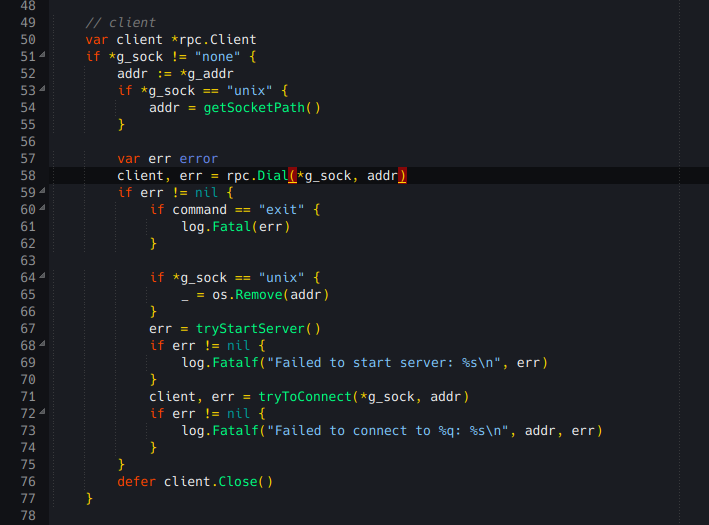 48
49 // client
50 var client *rpc.Client
51 if *g_sock != "none" {
52 addr := *g_addr
53 if *g_sock == "unix" {
54 addr = getSocketPath()
55 }
56
57 var err error
58 client, err = rpc.Dial(*g_sock, addr)
59 if err != nil {
60 if command == "exit" {
61 log.Fatal(err)
62 }
63
64 if *g_sock == "unix" {
65 _ = os.Remove(addr)
66 }
67 err = tryStartServer()
68 if err != nil {
69 log.Fatalf("Failed to start server: %s\n", err)
70 }
71 client, err = tryToConnect(*g_sock, addr)
72 if err != nil {
73 log.Fatalf("Failed to connect to %q: %s\n", addr, err)
74 }
75 }
76 defer client.Close()
77 }
78